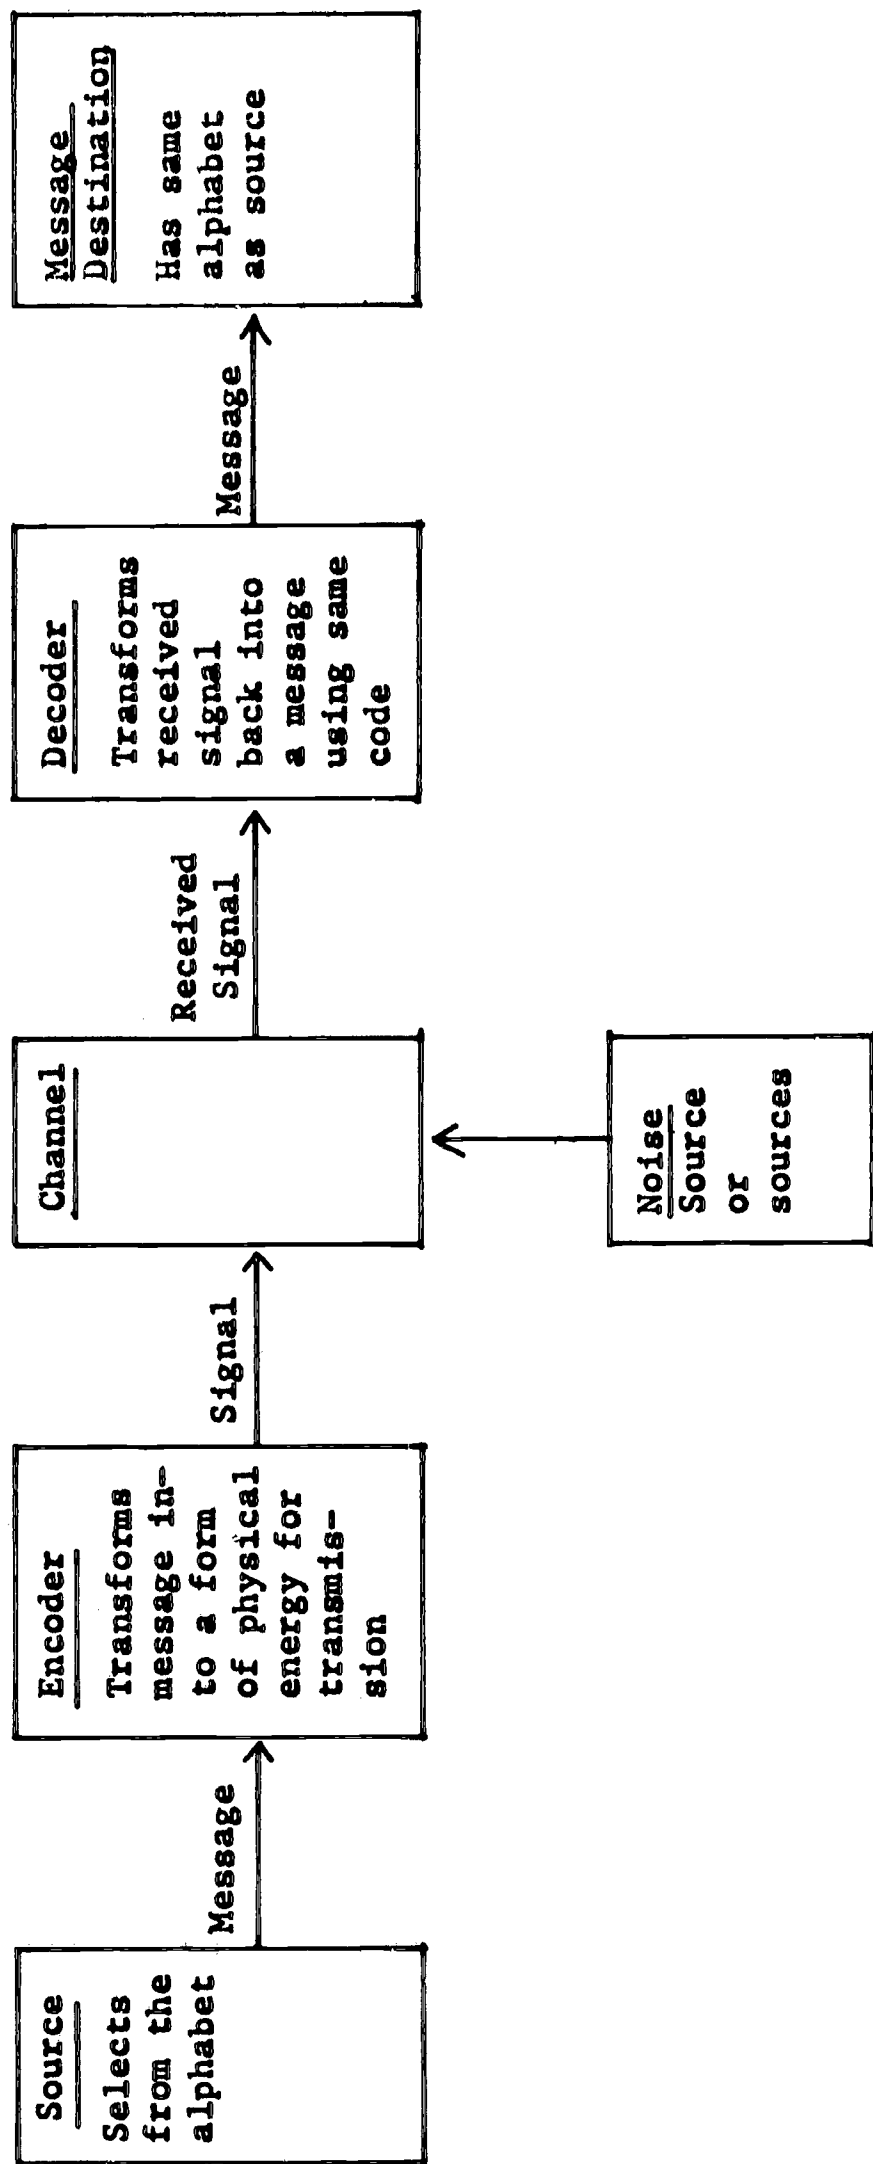 Source
Selects
from the
alphabet
Message
Encoder
Transforms
message in-
to a form
of physical
energy for
transmis-
sion
Signal
Channel
Noise
Source
or
sources
Received
Signal
Decoder
Transforms
received
signal
back into
a message
using same
code
Message
Message
Destination
Has same
alphabet
as source